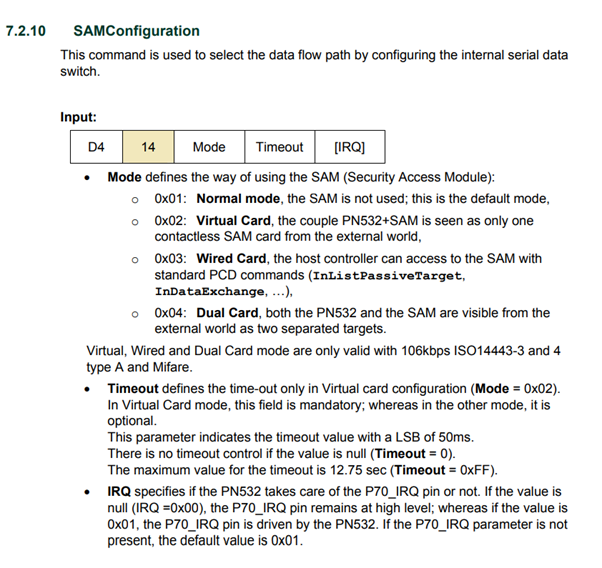 7.2.10 SAMConfiguration
This command is used to select the data flow path by configuring the internal serial data
switch.
Input:
D4 14 Mode Timeout [IRQ]
• Mode defines the way of using the SAM (Security Access Module):
o 0x01: Normal mode, the SAM is not used; this is the default mode,
o 0x02: Virtual Card, the couple PN532+SAM is seen as only one
contactless SAM card from the external world,
o 0x03: Wired Card, the host controller can access to the SAM with
standard PCD commands (InListPassiveTarget,
InDataExchange, …),
o 0x04: Dual Card, both the PN532 and the SAM are visible from the
external world as two separated targets.
Virtual, Wired and Dual Card mode are only valid with 106kbps ISO14443-3 and 4
type A and Mifare.
• Timeout defines the time-out only in Virtual card configuration (Mode = 0x02).
In Virtual Card mode, this field is mandatory; whereas in the other mode, it is
optional.
This parameter indicates the timeout value with a LSB of 50ms.
There is no timeout control if the value is null (Timeout = 0).
The maximum value for the timeout is 12.75 sec (Timeout = 0xFF).
• IRQ specifies if the PN532 takes care of the P70_IRQ pin or not. If the value is
null (IRQ =0x00), the P70_IRQ pin remains at high level; whereas if the value is
0x01, the P70_IRQ pin is driven by the PN532. If the P70_IRQ parameter is not
present, the default value is 0x01.